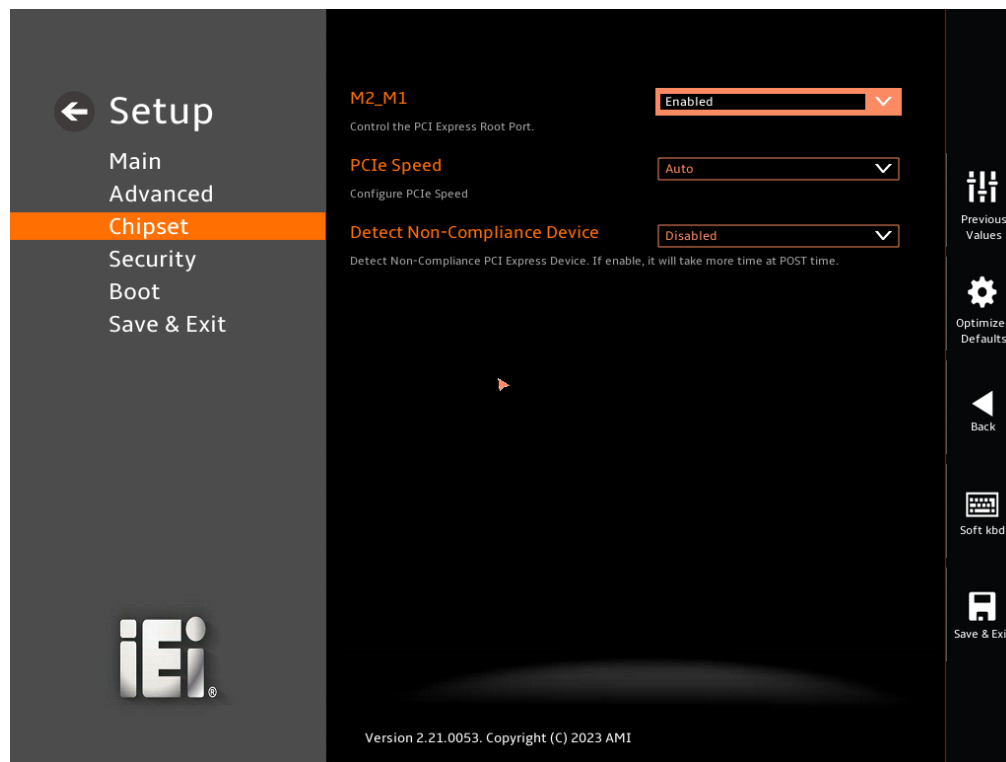 Setup
Main
Advanced
Chipset
Security
Boot
Save & Exit
M2_M1
Enabled
Control the PCI Express Root Port.
PCIe Speed
Auto
Configure PCIe Speed
Detect Non-Compliance Device
Disabled
Detect Non-Compliance PCI Express Device. If enable, it will take more time at POST time.
Previous
Values
Optimize
Defaults
Back
Soft kbd
Save & Exi
iEi®
Version 2.21.0053. Copyright (C) 2023 AMI